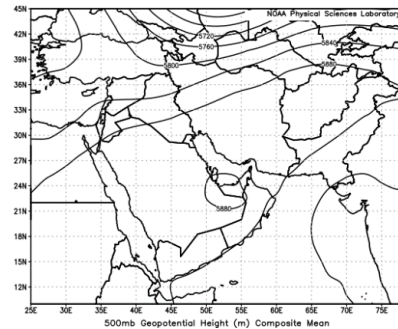 NOAA Physical Sciences Laboratory
45N
42N
39N
36N
33N
30N
27N
24N
21N
18N
15N
12N
5720
5760
5800
5840
5880
5880
25E 30E 35E 40E 45E 50E 55E 60E 65E 70E 75E
500mb Geopotential Height (m) Composite Mean